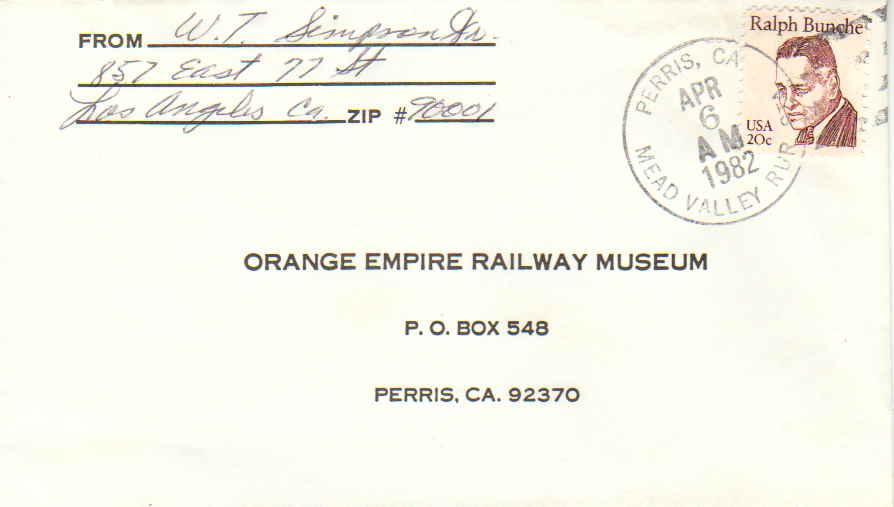 FROM W. T. Simpson Jr.
857 East 77 St
Los Angeles Ca. ZIP # 90001
Ralph Bunche
USA
20c
PERRIS, CA
APR
6
AM
1982
MEAD VALLEY RUR
ORANGE EMPIRE RAILWAY MUSEUM
P. O. BOX 548
PERRIS, CA. 92370